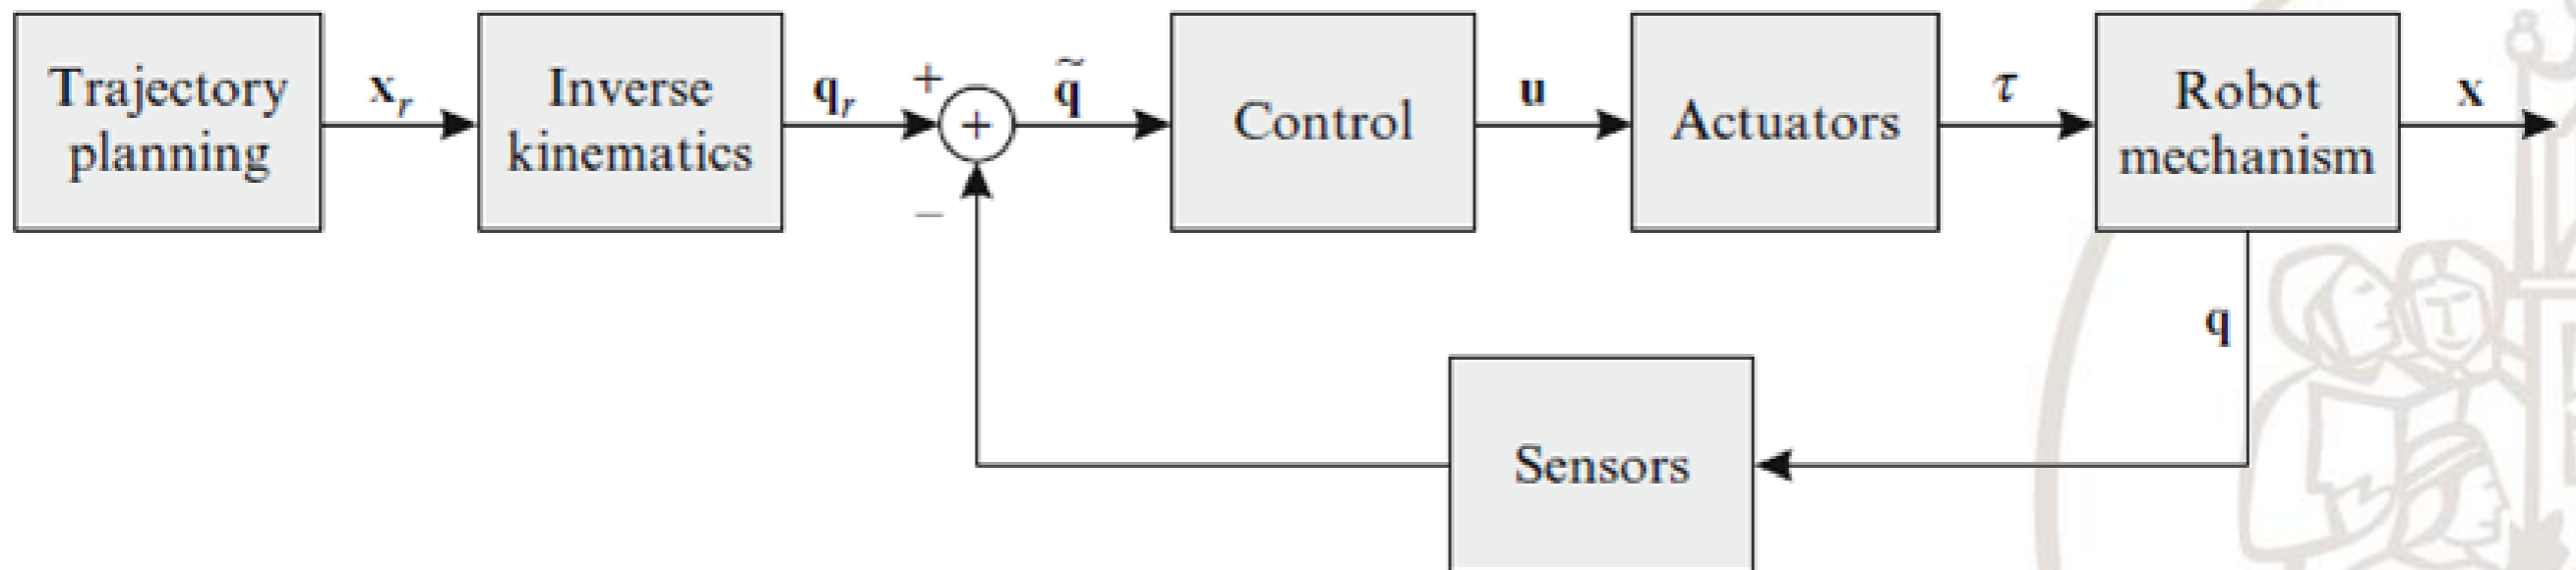 Trajectory
planning
x_r
Inverse
kinematics
q_r
+
+
−
q̃
Control
u
Actuators
τ
Robot
mechanism
x
q
Sensors